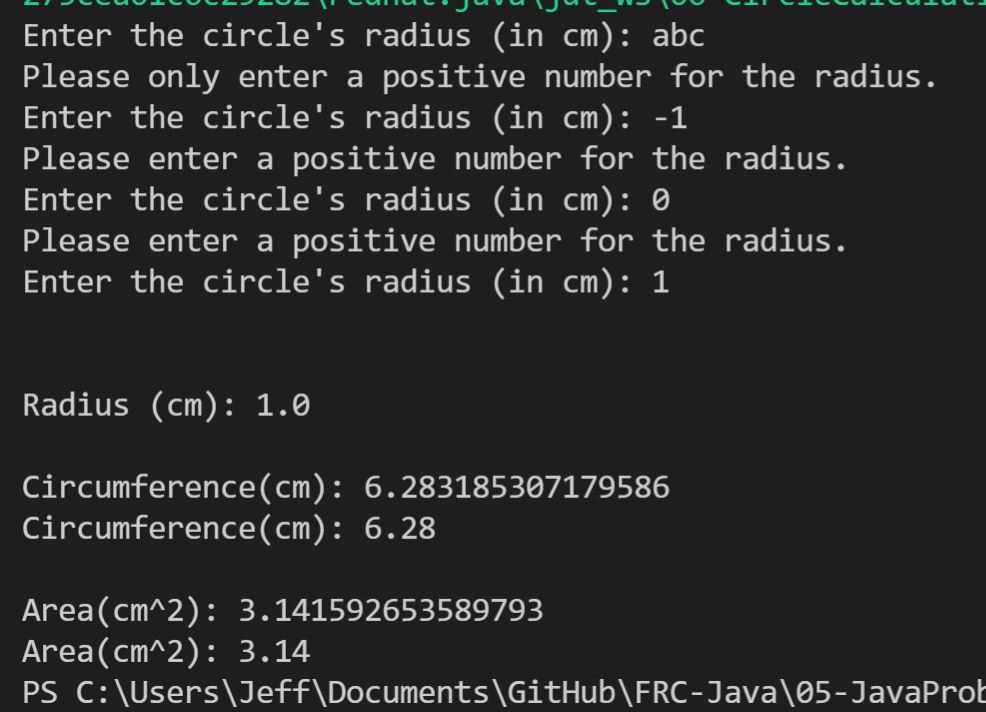 Enter the circle's radius (in cm): abc
Please only enter a positive number for the radius.
Enter the circle's radius (in cm): -1
Please enter a positive number for the radius.
Enter the circle's radius (in cm): 0
Please enter a positive number for the radius.
Enter the circle's radius (in cm): 1
Radius (cm): 1.0
Circumference(cm): 6.283185307179586
Circumference(cm): 6.28
Area(cm^2): 3.141592653589793
Area(cm^2): 3.14
PS C:\Users\Jeff\Documents\GitHub\FRC-Java\05-JavaProb